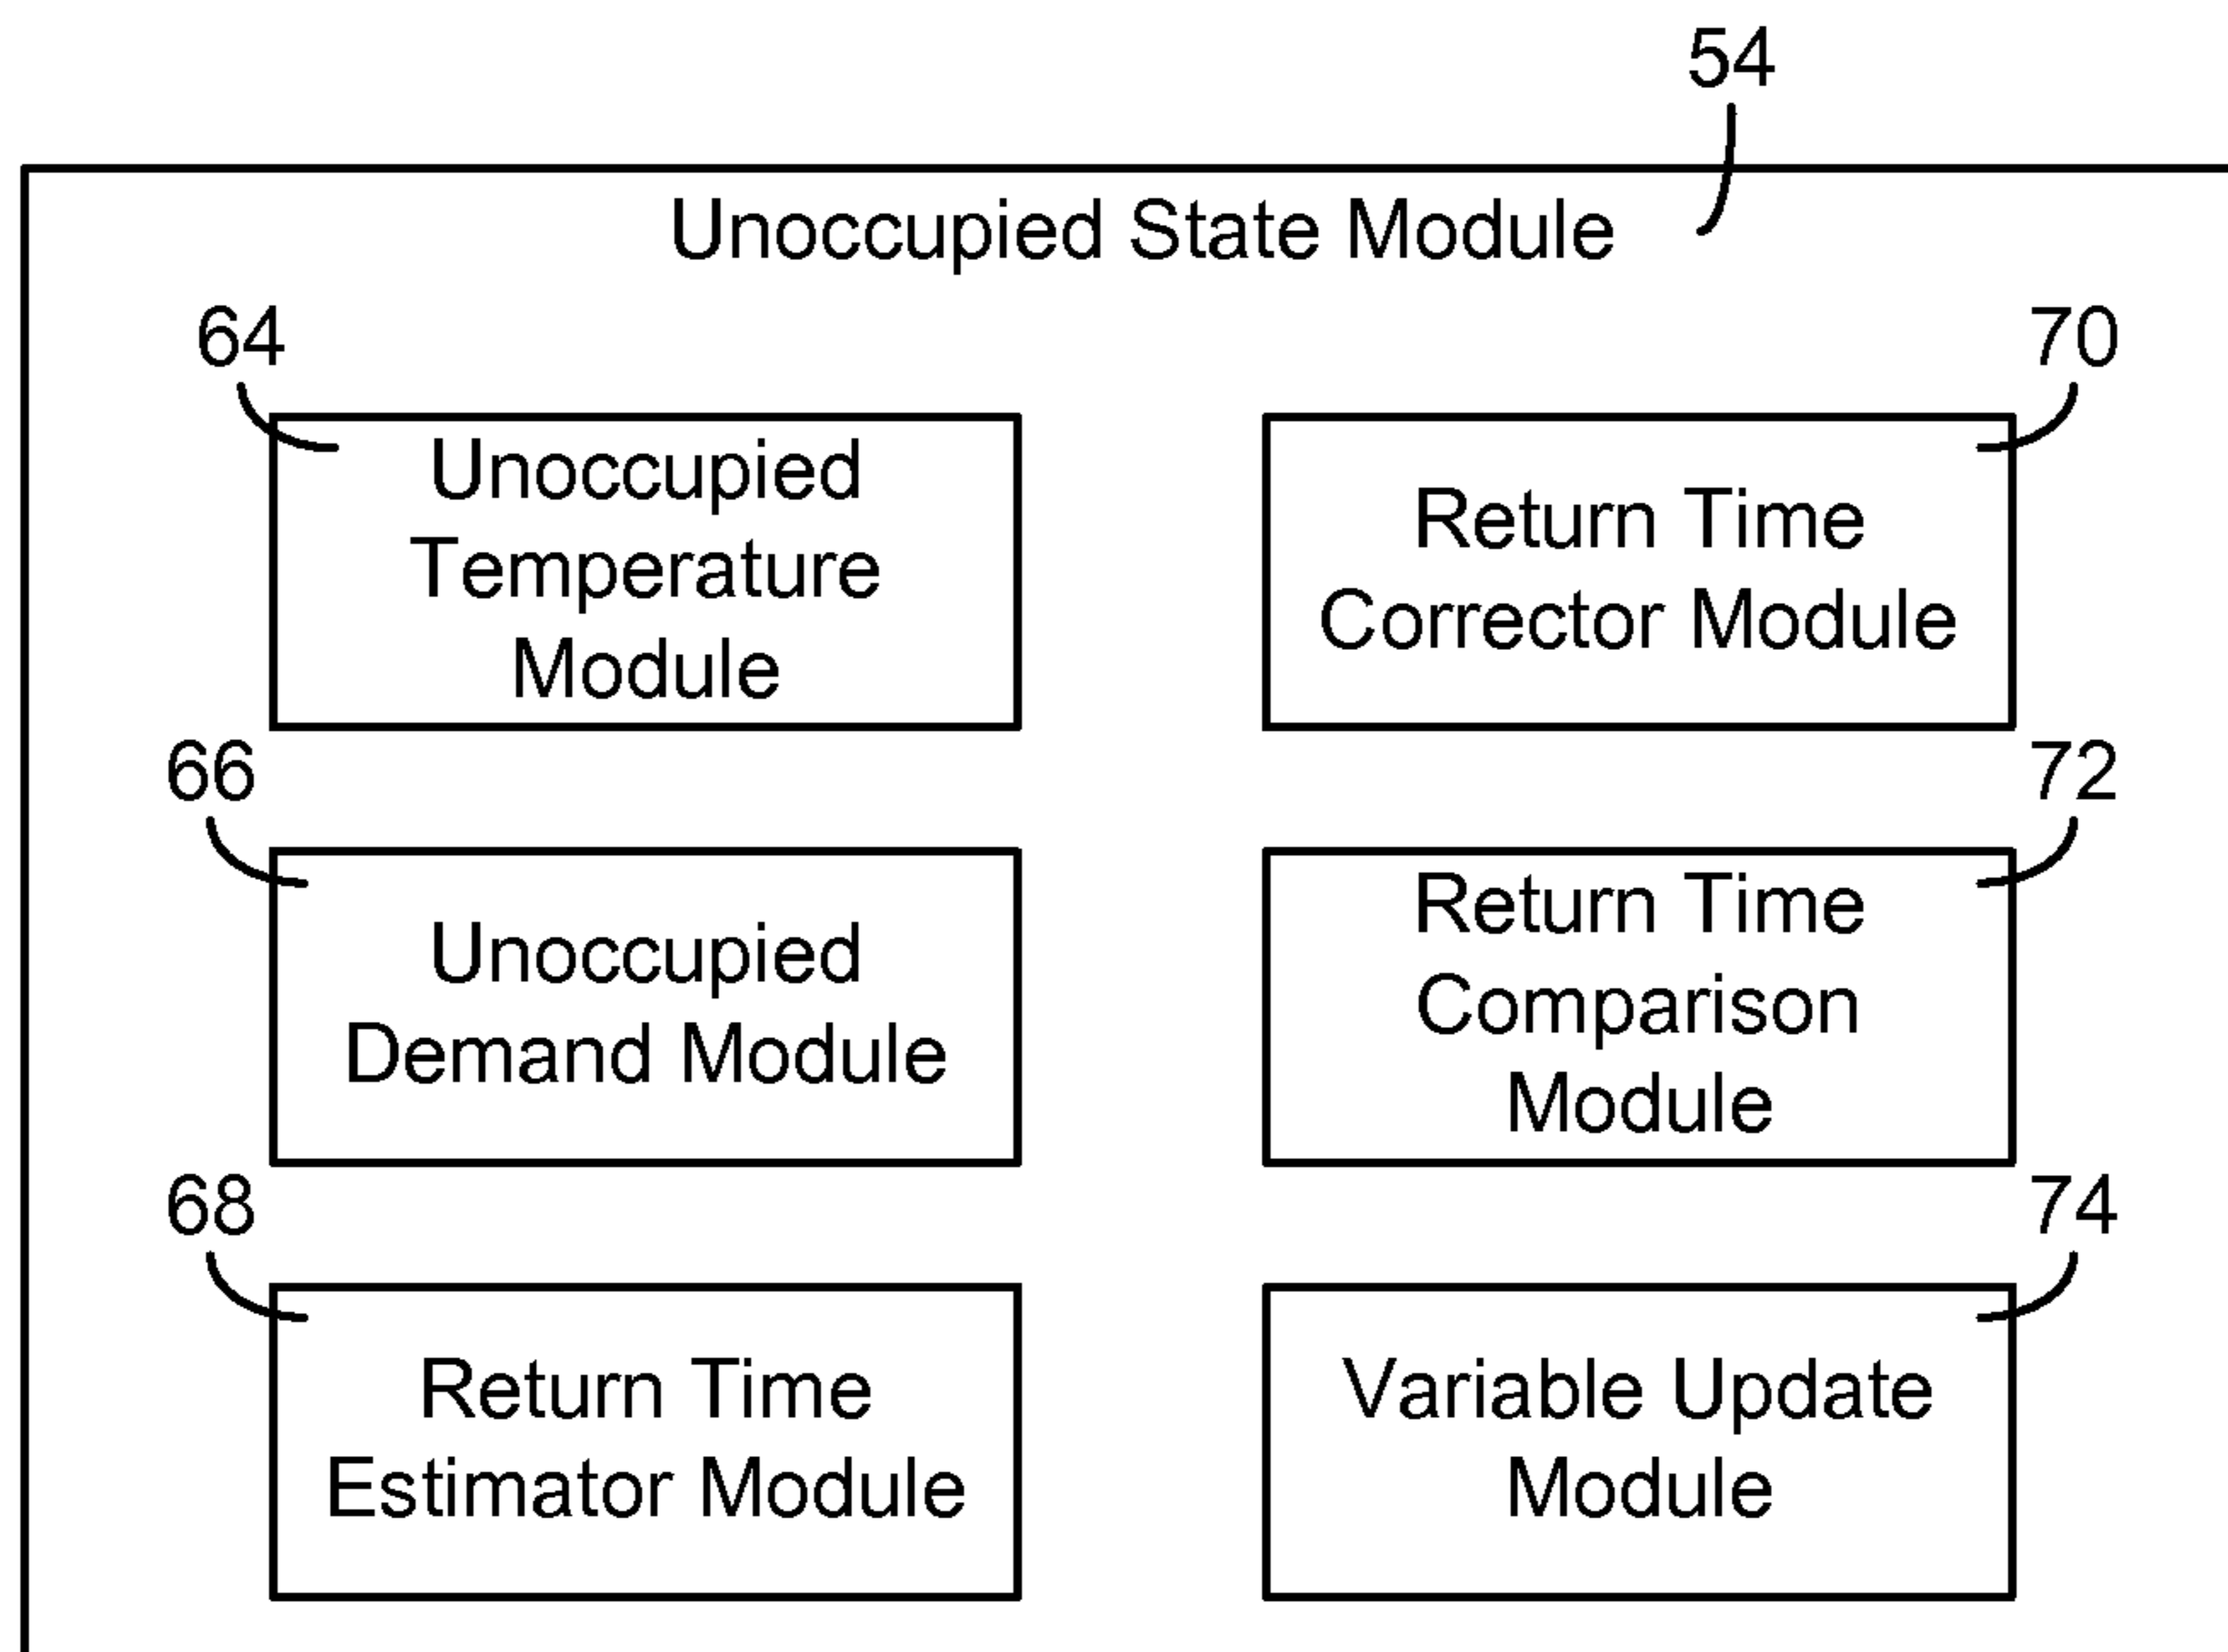 54
Unoccupied State Module
64
Unoccupied
Temperature
Module
70
Return Time
Corrector Module
66
Unoccupied
Demand Module
72
Return Time
Comparison
Module
68
Return Time
Estimator Module
74
Variable Update
Module